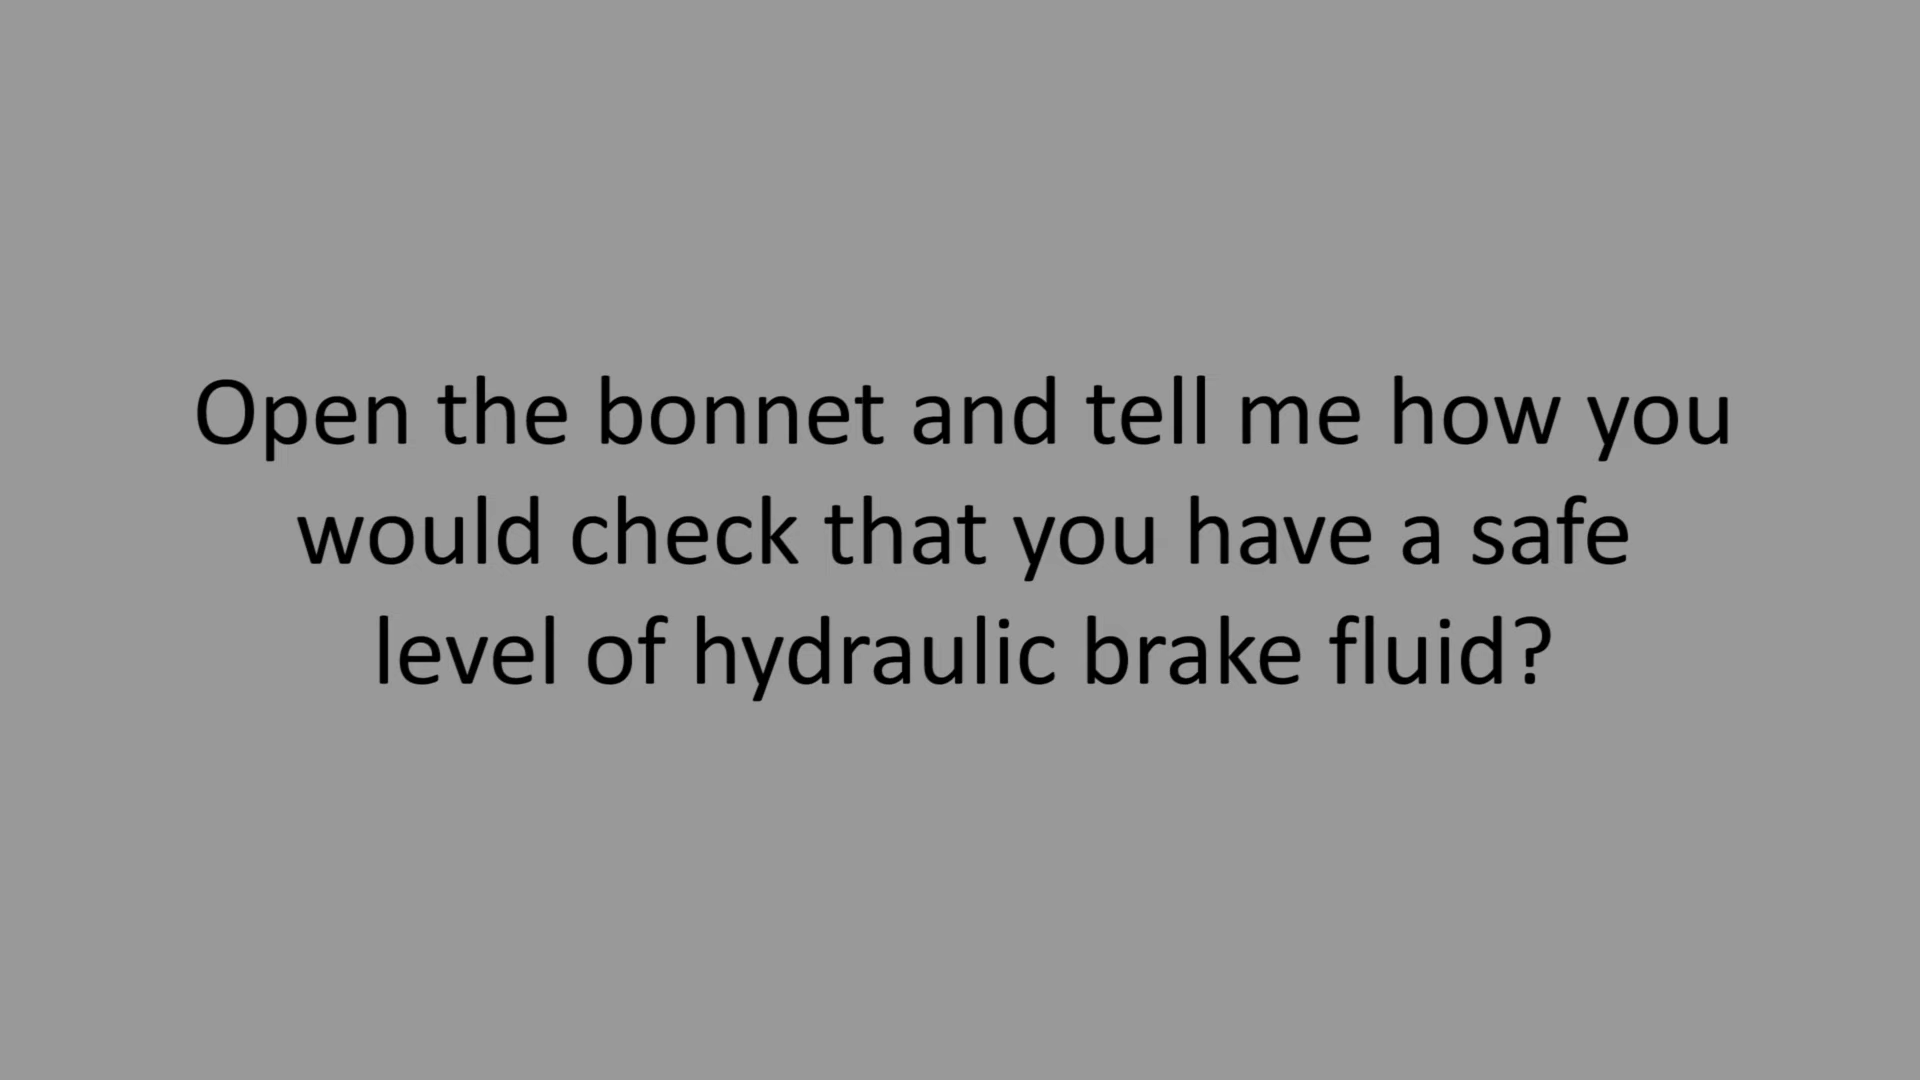 Open the bonnet and tell me how you
would check that you have a safe
level of hydraulic brake fluid?